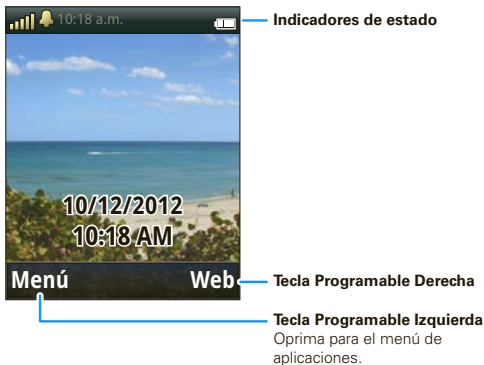 10:18 a.m.
Indicadores de estado
10/12/2012
10:18 AM
Menú
Web
Tecla Programable Derecha
Tecla Programable Izquierda
Oprima para el menú de
aplicaciones.